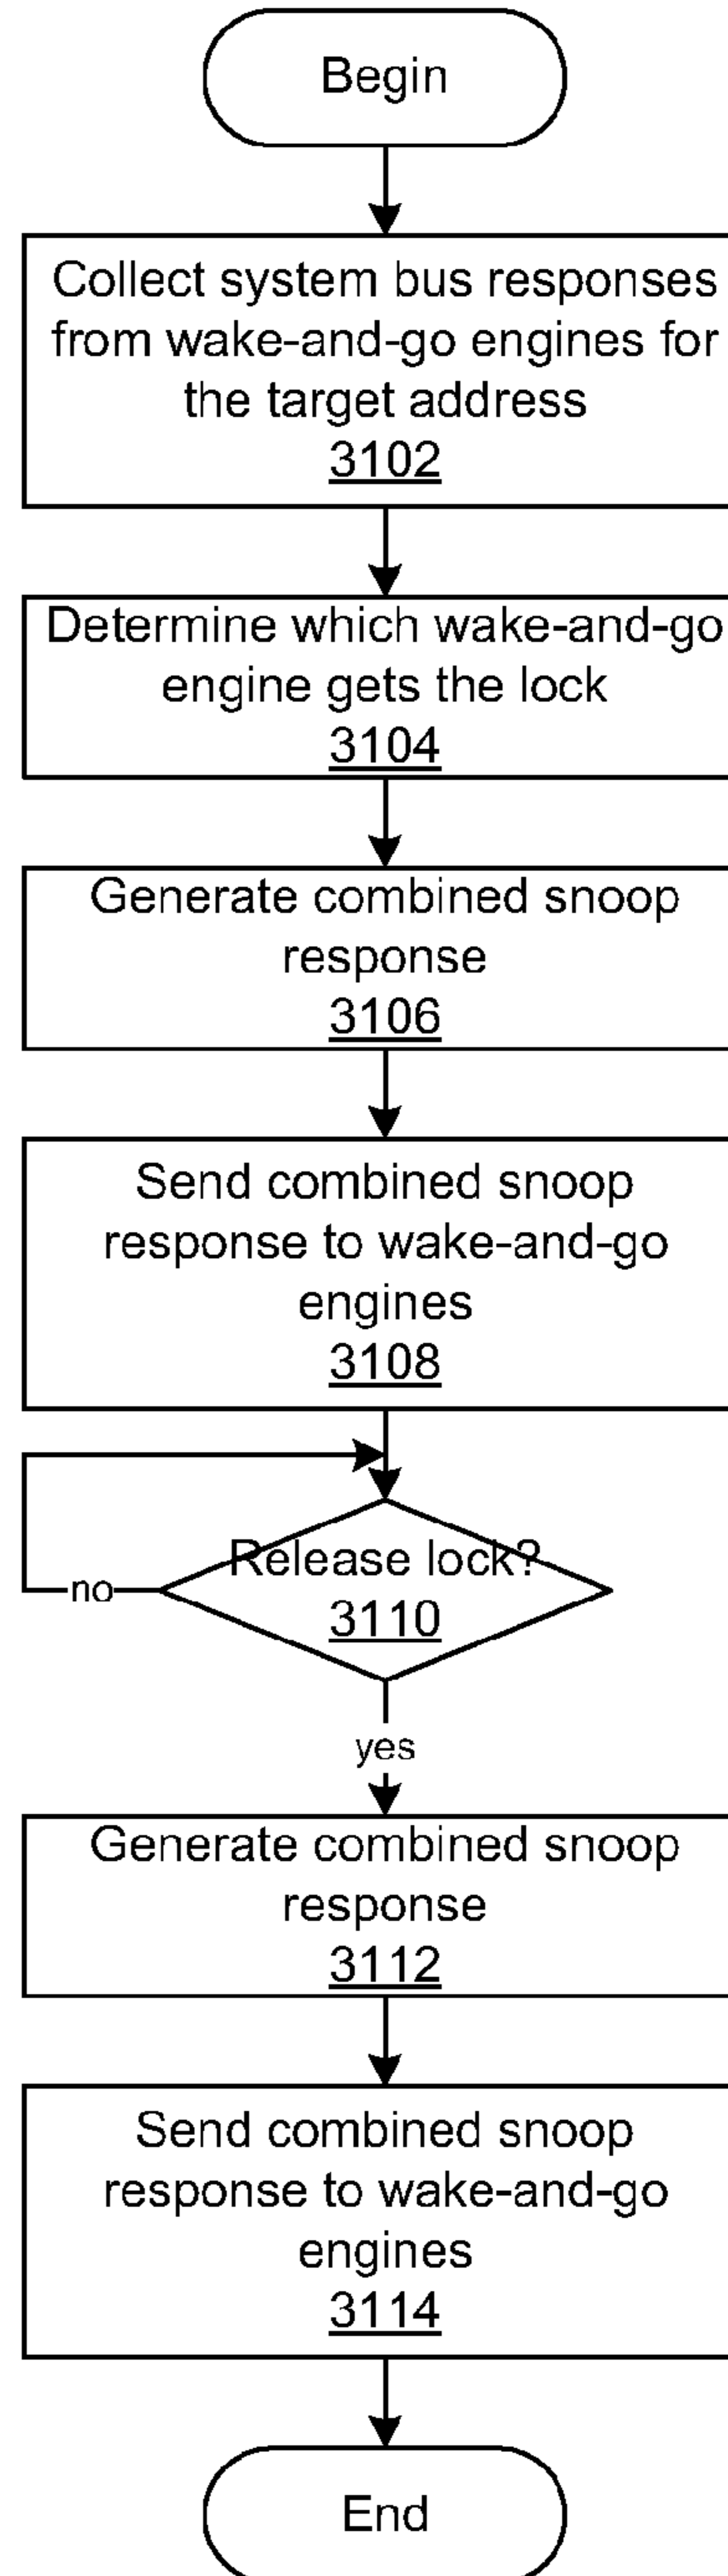 Begin
Collect system bus responses
from wake-and-go engines for
the target address
3102
Determine which wake-and-go
engine gets the lock
3104
Generate combined snoop
response
3106
Send combined snoop
response to wake-and-go
engines
3108
Release lock?
no
3110
yes
Generate combined snoop
response
3112
Send combined snoop
response to wake-and-go
engines
3114
End